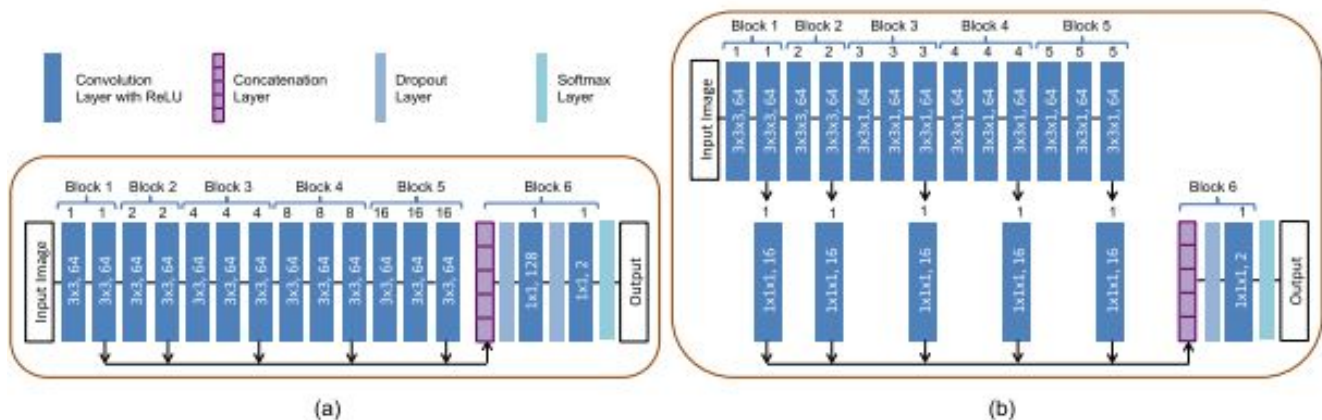 Convolution
Layer with ReLU
Concatenation
Layer
Dropout
Layer
Softmax
Layer
Block 1 Block 2 Block 3 Block 4 Block 5 Block 6
1 1 2 2 4 4 4 8 8 8 16 16 16 1 1
Input Image
3x3, 64
3x3, 64
3x3, 64
3x3, 64
3x3, 64
3x3, 64
3x3, 64
3x3, 64
3x3, 64
3x3, 64
3x3, 64
3x3, 64
3x3, 64
1x1, 128
1x1, 2
Output
(a)
Block 1 Block 2 Block 3 Block 4 Block 5
1 1 2 2 3 3 3 4 4 4 5 5 5
Input Image
3x3x3, 64
3x3x3, 64
3x3x3, 64
3x3x3, 64
3x3x1, 64
3x3x1, 64
3x3x1, 64
3x3x1, 64
3x3x1, 64
3x3x1, 64
3x3x1, 64
3x3x1, 64
3x3x1, 64
Block 6
1 1 1 1 1 1
1x1x1, 16
1x1x1, 16
1x1x1, 16
1x1x1, 16
1x1x1, 16
1x1x1, 2
Output
(b)